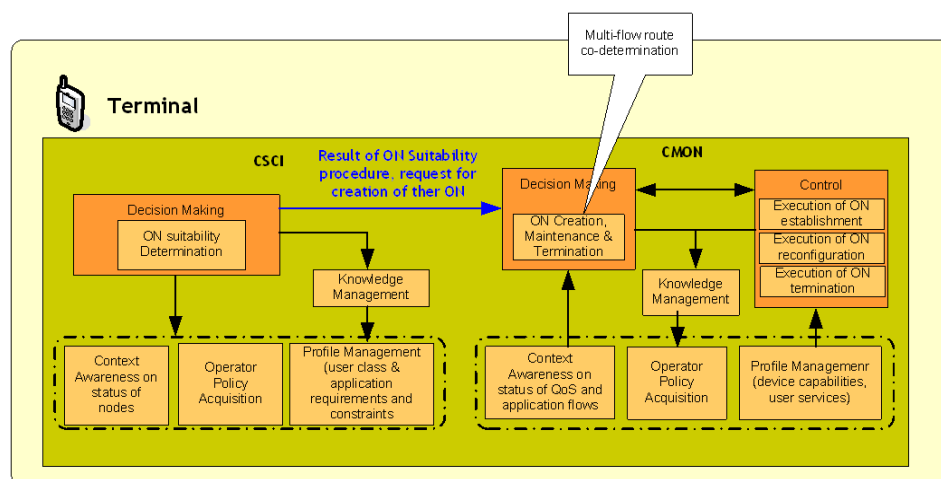 Multi-flow route
co-determination
Terminal
CSCI
Result of ON Suitability
procedure, request for
creation of ther ON
CMON
Decision Making
ON suitability
Determination
Knowledge
Management
Context
Awareness on
status of
nodes
Operator
Policy
Acquisition
Profile Management
(user class &
application
requirements and
constraints
Decision Making
ON Creation,
Maintenance &
Termination
Control
Execution of ON
establishment
Execution of ON
reconfiguration
Execution of ON
termination
Knowledge
Management
Context
Awareness on
status of QoS and
application flows
Operator
Policy
Acquisition
Profile Management
(device capabilities,
user services)